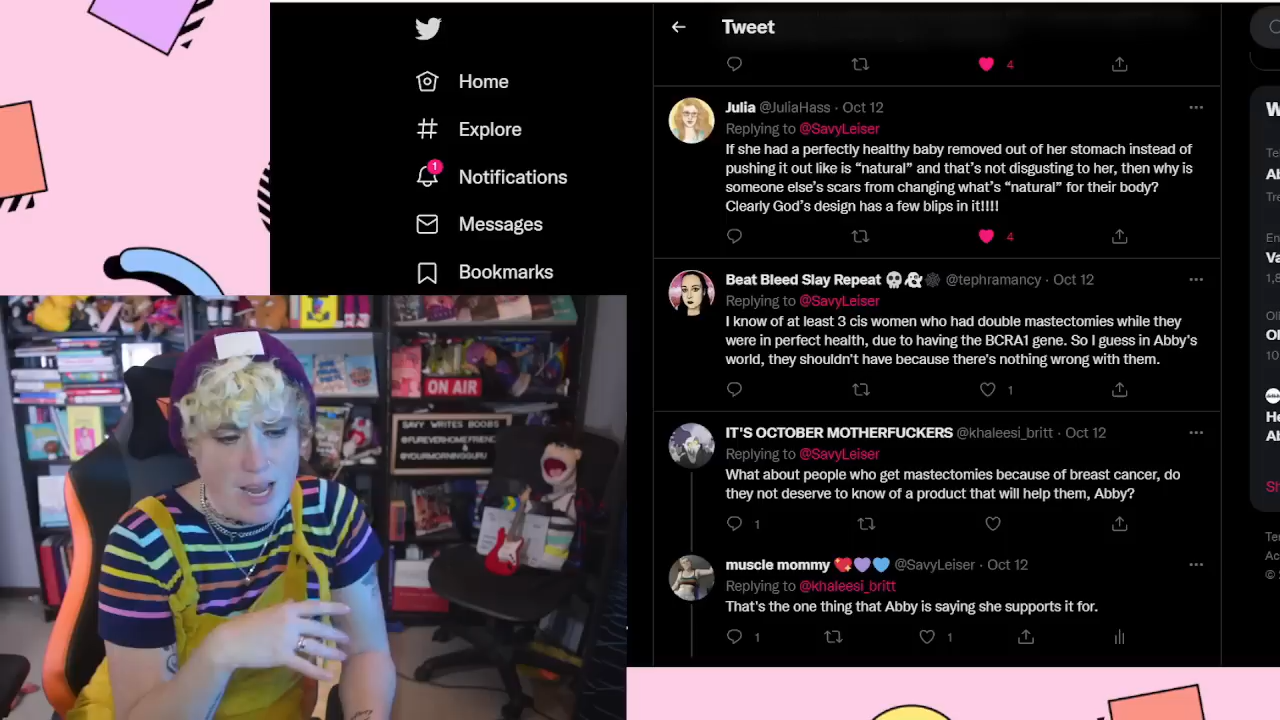 Home
Explore
Notifications
1
Messages
Bookmarks
Tweet
4
Julia @JuliaHass · Oct 12
Replying to @SavyLeiser
If she had a perfectly healthy baby removed out of her stomach instead of
pushing it out like is “natural” and that’s not disgusting to her, then why is
someone else’s scars from changing what’s “natural” for their body?
Clearly God’s design has a few blips in it!!!!
4
Beat Bleed Slay Repeat @tephramancy · Oct 12
Replying to @SavyLeiser
I know of at least 3 cis women who had double mastectomies while they
were in perfect health, due to having the BCRA1 gene. So I guess in Abby's
world, they shouldn't have because there's nothing wrong with them.
1
IT'S OCTOBER MOTHERFUCKERS @khaleesi_britt · Oct 12
Replying to @SavyLeiser
What about people who get mastectomies because of breast cancer, do
they not deserve to know of a product that will help them, Abby?
1
muscle mommy @SavyLeiser · Oct 12
Replying to @khaleesi_britt
That's the one thing that Abby is saying she supports it for.
1
1
ON AIR
SAVY WRITES BOOBS
@FUREVERHOMEFRIEND
&
@YOURMORNINGGURU